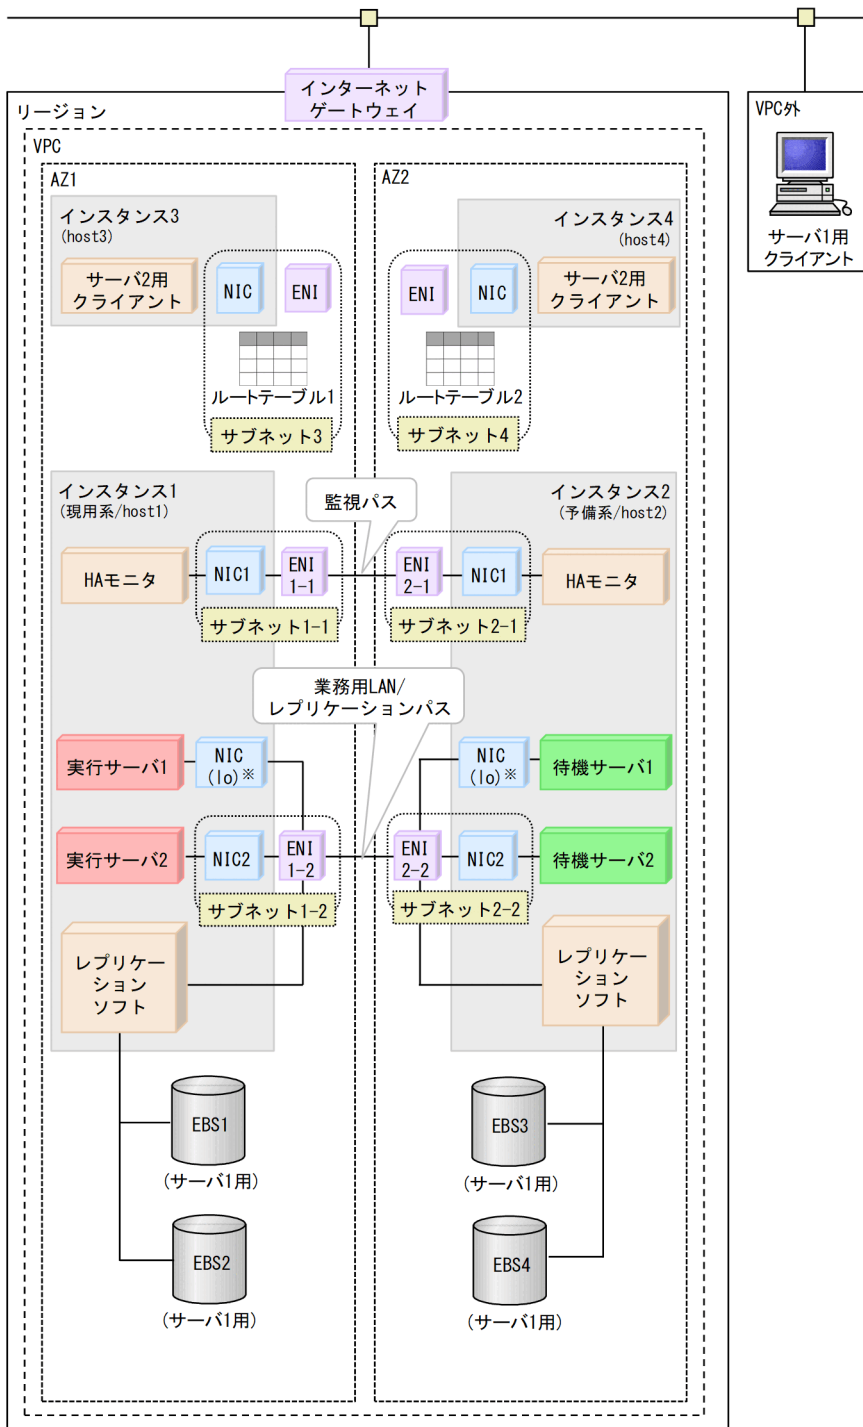 インターネット
ゲートウェイ
リージョン
VPC
VPC外
サーバ1用
クライアント
AZ1
AZ2
インスタンス3
(host3)
サーバ2用
クライアント
NIC
ENI
ルートテーブル1
サブネット3
インスタンス4
(host4)
ENI
NIC
サーバ2用
クライアント
ルートテーブル2
サブネット4
インスタンス1
(現用系/host1)
監視パス
インスタンス2
(予備系/host2)
HAモニタ
NIC1
ENI
1-1
サブネット1-1
ENI
2-1
NIC1
HAモニタ
サブネット2-1
業務用LAN/
レプリケーションパス
実行サーバ1
NIC
(lo)※
NIC
(lo)※
待機サーバ1
実行サーバ2
NIC2
ENI
1-2
サブネット1-2
ENI
2-2
NIC2
待機サーバ2
サブネット2-2
レプリケー
ション
ソフト
レプリケー
ション
ソフト
EBS1
(サーバ1用)
EBS3
(サーバ1用)
EBS2
(サーバ1用)
EBS4
(サーバ1用)